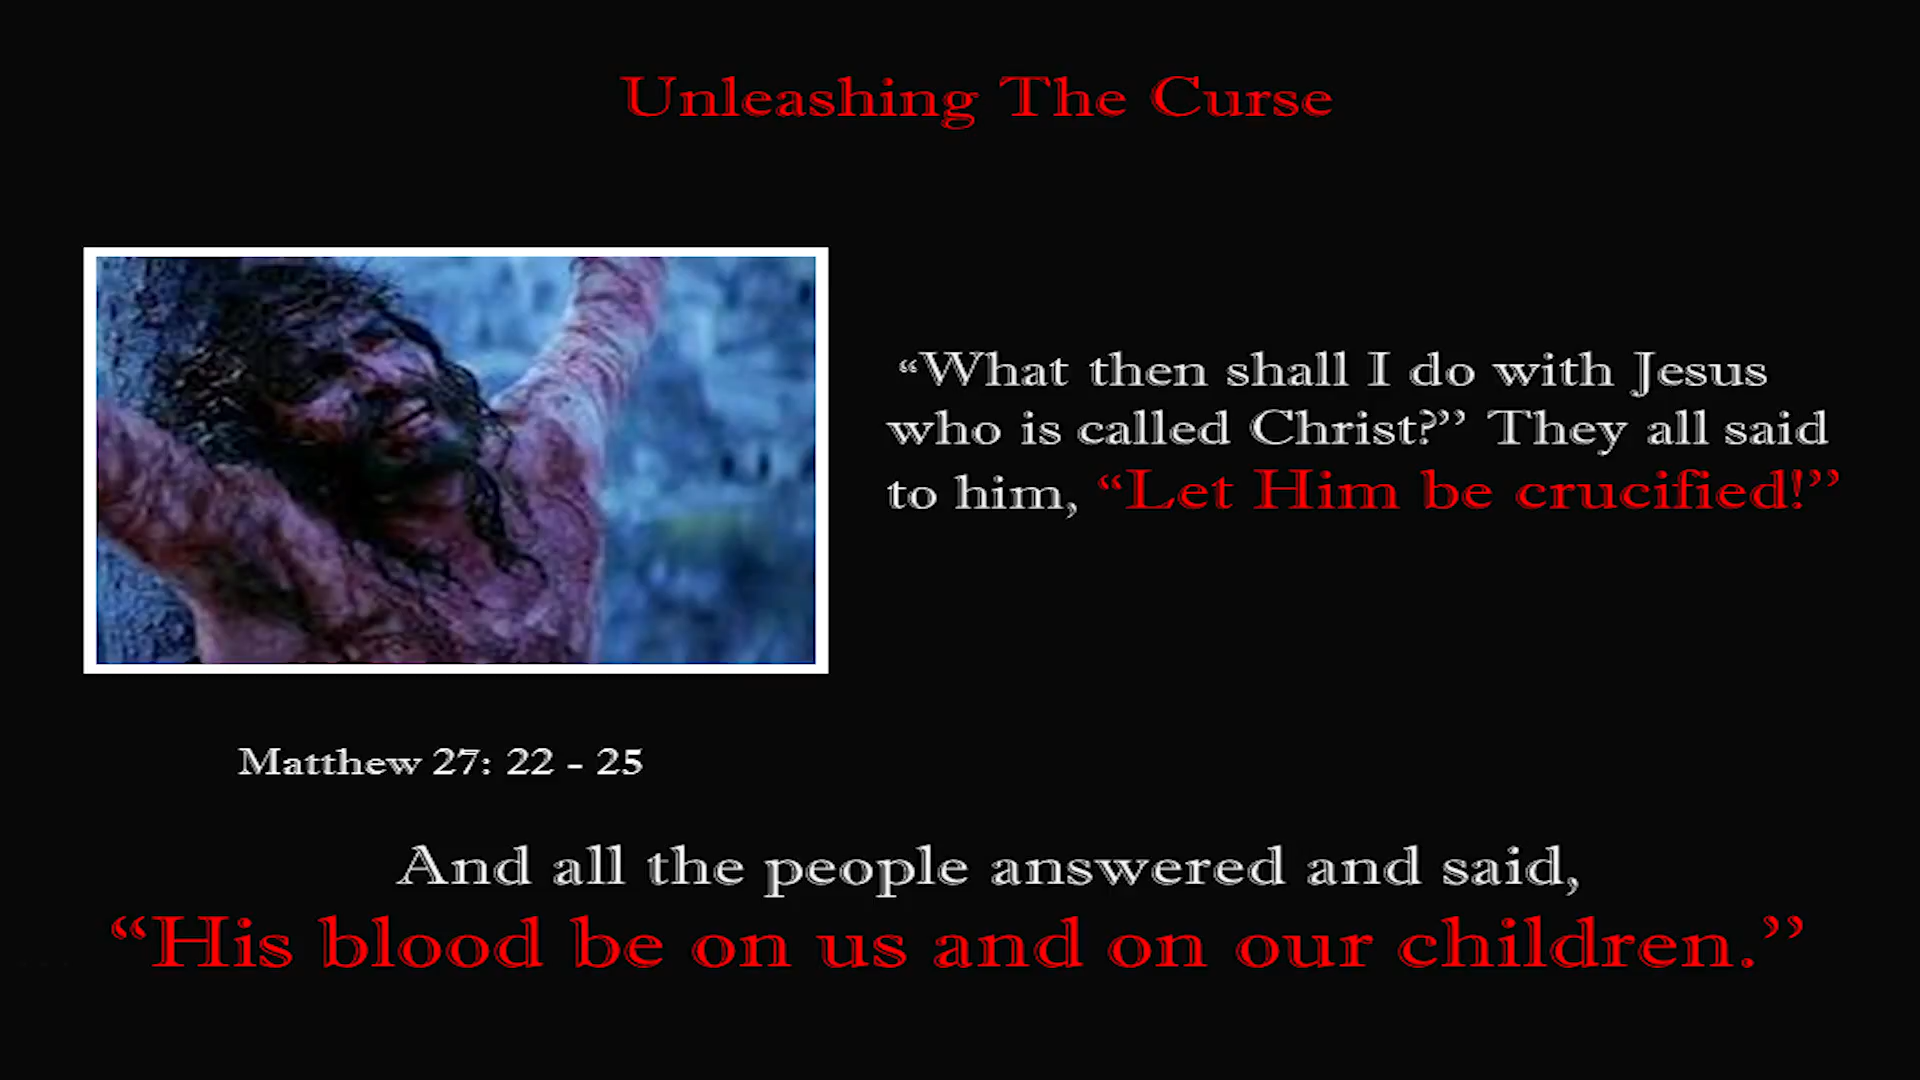 Unleashing The Curse
“What then shall I do with Jesus
who is called Christ?” They all said
to him, “Let Him be crucified!”
Matthew 27: 22 - 25
And all the people answered and said,
“His blood be on us and on our children.”